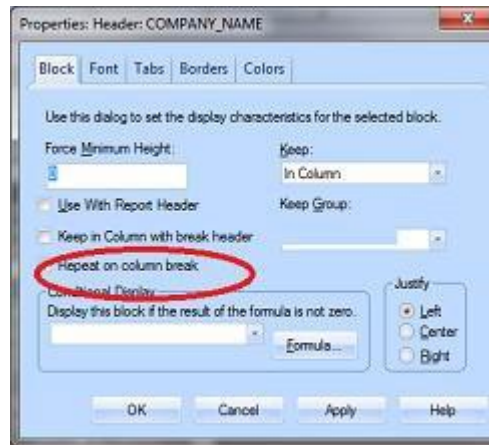 Properties: Header: COMPANY_NAME
Block Font Tabs Borders Colors
Use this dialog to set the display characteristics for the selected block.
Force Minimum Height: Keep:
0 In Column
Use With Report Header Keep Group:
Keep in Column with break header
Repeat on column break
Conditional Display Justify
Display this block if the result of the formula is not zero. Left
Formula... Center
Right
OK Cancel Apply Help